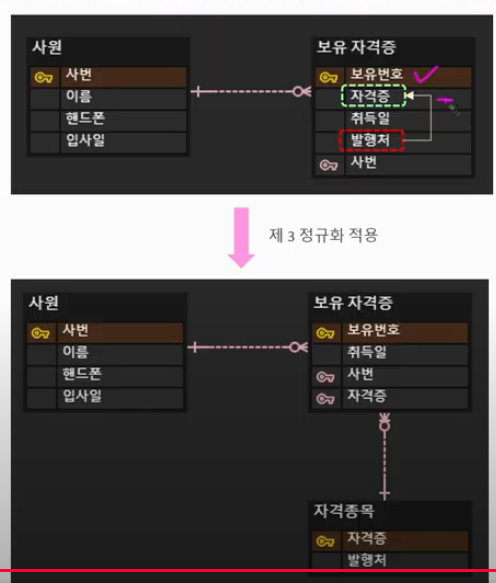 사원
사번
이름
핸드폰
입사일
보유 자격증
보유번호
자격증
취득일
발행처
사번
제 3 정규화 적용
사원
사번
이름
핸드폰
입사일
보유 자격증
보유번호
취득일
사번
자격증
자격종목
자격증
발행처